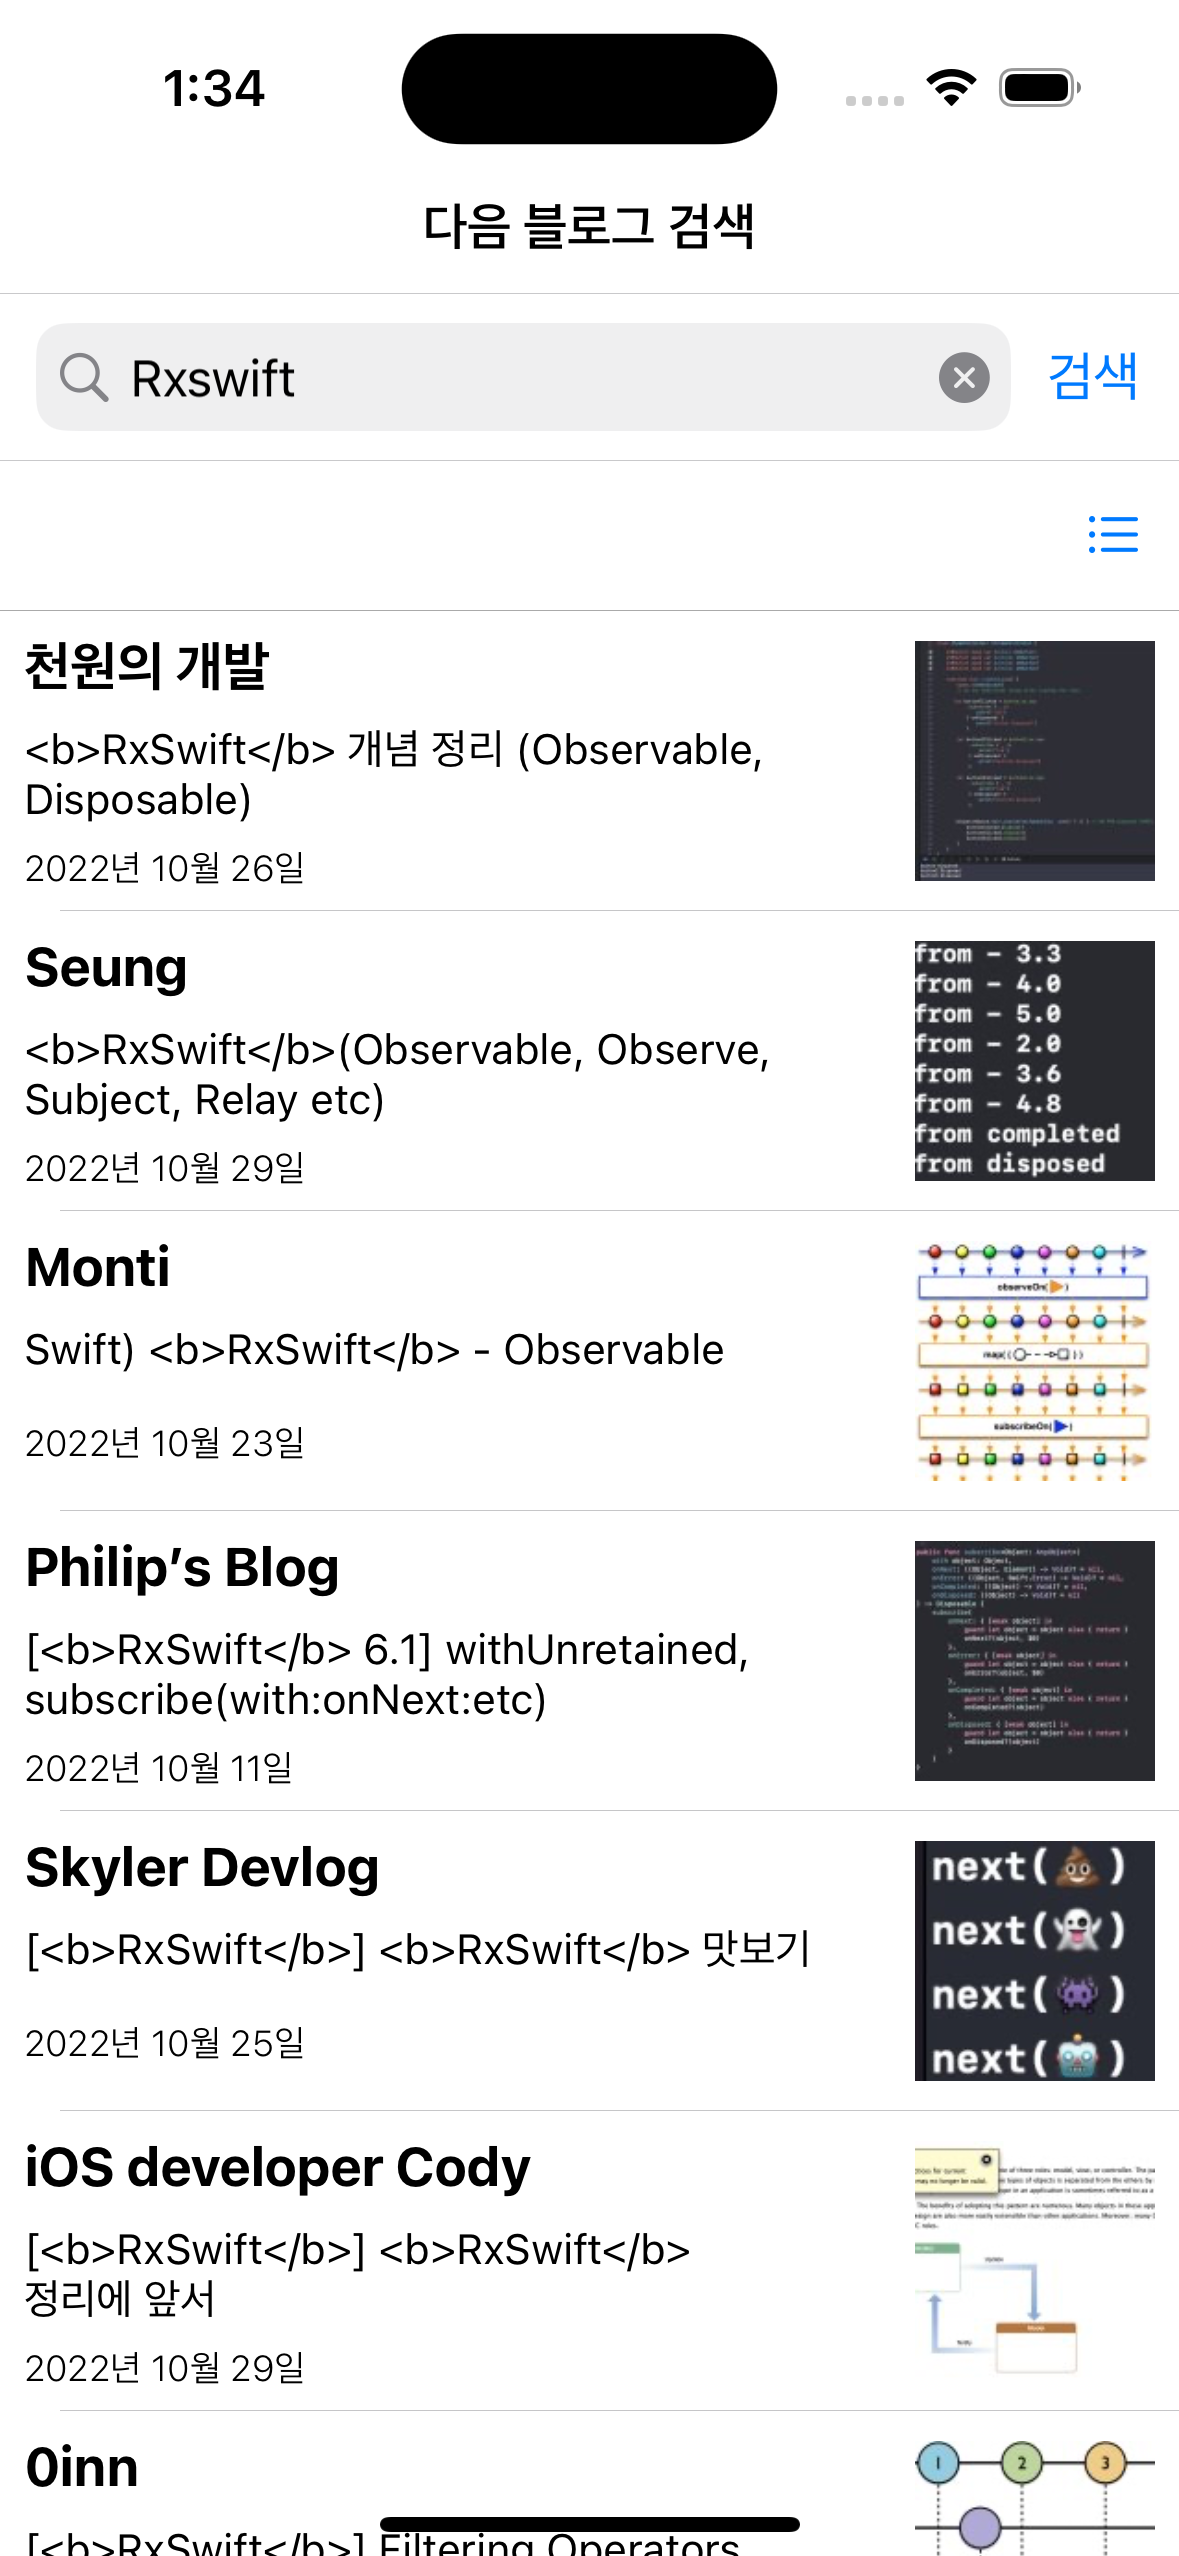 1:34
다음 블로그 검색
Rxswift
검색
천원의 개발
<b>RxSwift</b> 개념 정리 (Observable,
Disposable)
2022년 10월 26일
Seung
<b>RxSwift</b>(Observable, Observe,
Subject, Relay etc)
2022년 10월 29일
from - 3.3
from - 4.0
from - 5.0
from - 2.0
from - 3.6
from - 4.8
from completed
from disposed
Monti
Swift) <b>RxSwift</b> - Observable
2022년 10월 23일
observeOn( )
map( )
subscribeOn( )
Philip’s Blog
[<b>RxSwift</b> 6.1] withUnretained,
subscribe(with:onNext:etc)
2022년 10월 11일
Skyler Devlog
[<b>RxSwift</b>] <b>RxSwift</b> 맛보기
2022년 10월 25일
next(💩)
next(👻)
next(👾)
next(🤖)
iOS developer Cody
[<b>RxSwift</b>] <b>RxSwift</b>
정리에 앞서
2022년 10월 29일
0inn
[<b>RxSwift</b>] Filtering Operators
1 2 3